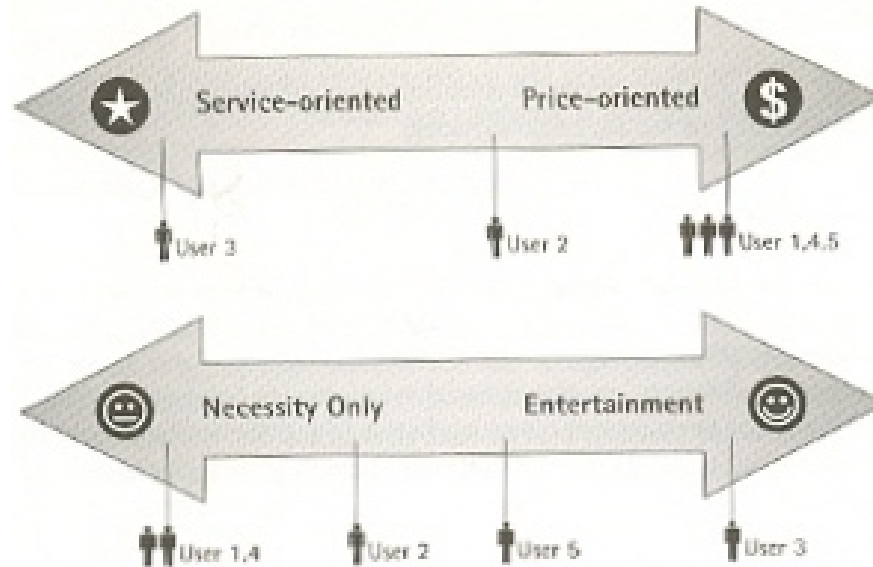 Service-oriented Price-oriented $
User 3 User 2 User 1,4,5
Necessity Only Entertainment
User 1,4 User 2 User 5 User 3